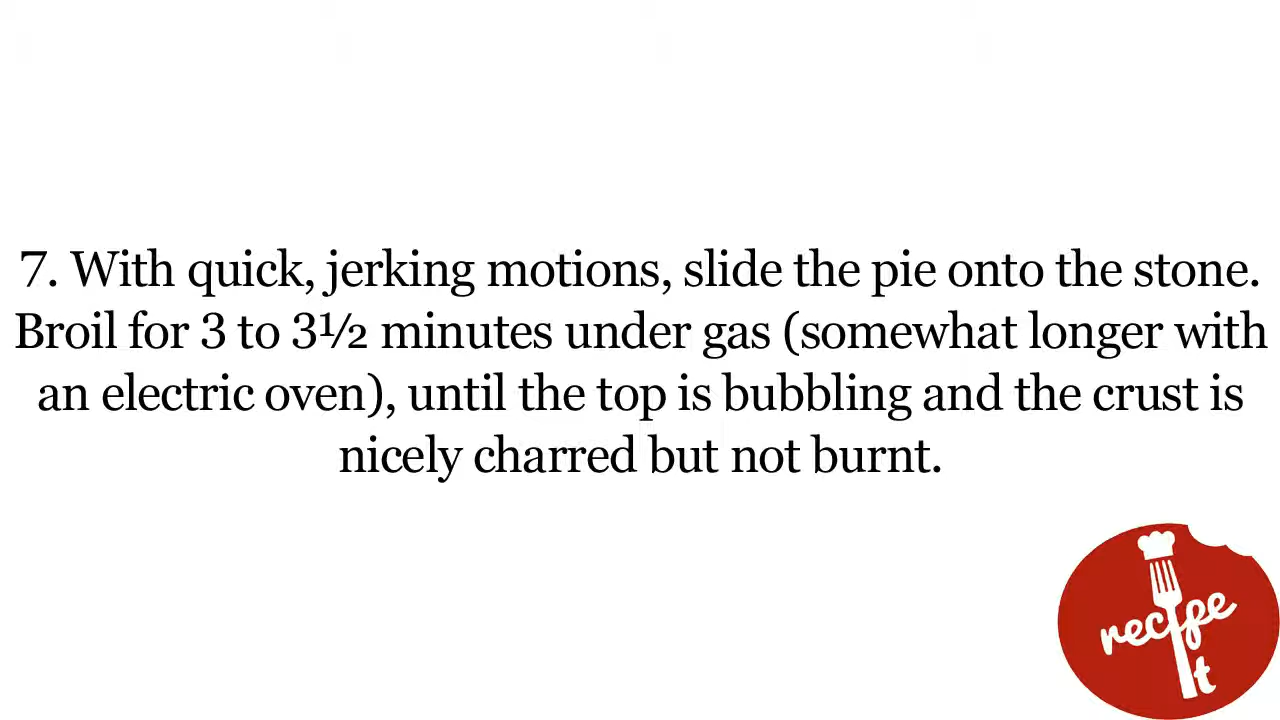 7. With quick, jerking motions, slide the pie onto the stone.
Broil for 3 to 3½ minutes under gas (somewhat longer with
an electric oven), until the top is bubbling and the crust is
nicely charred but not burnt.
recipe
It